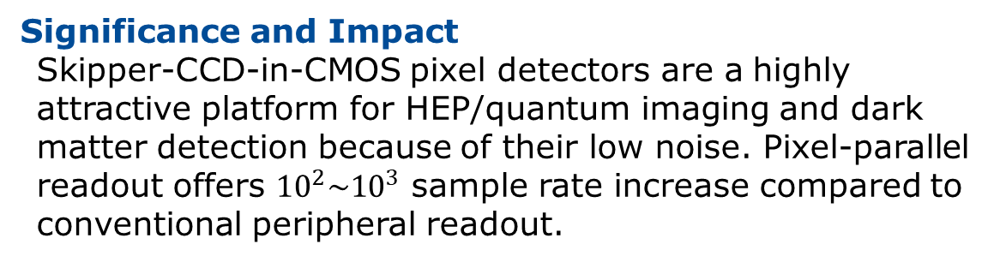 Significance and Impact
Skipper-CCD-in-CMOS pixel detectors are a highly
attractive platform for HEP/quantum imaging and dark
matter detection because of their low noise. Pixel-parallel
readout offers 10²~10³ sample rate increase compared to
conventional peripheral readout.